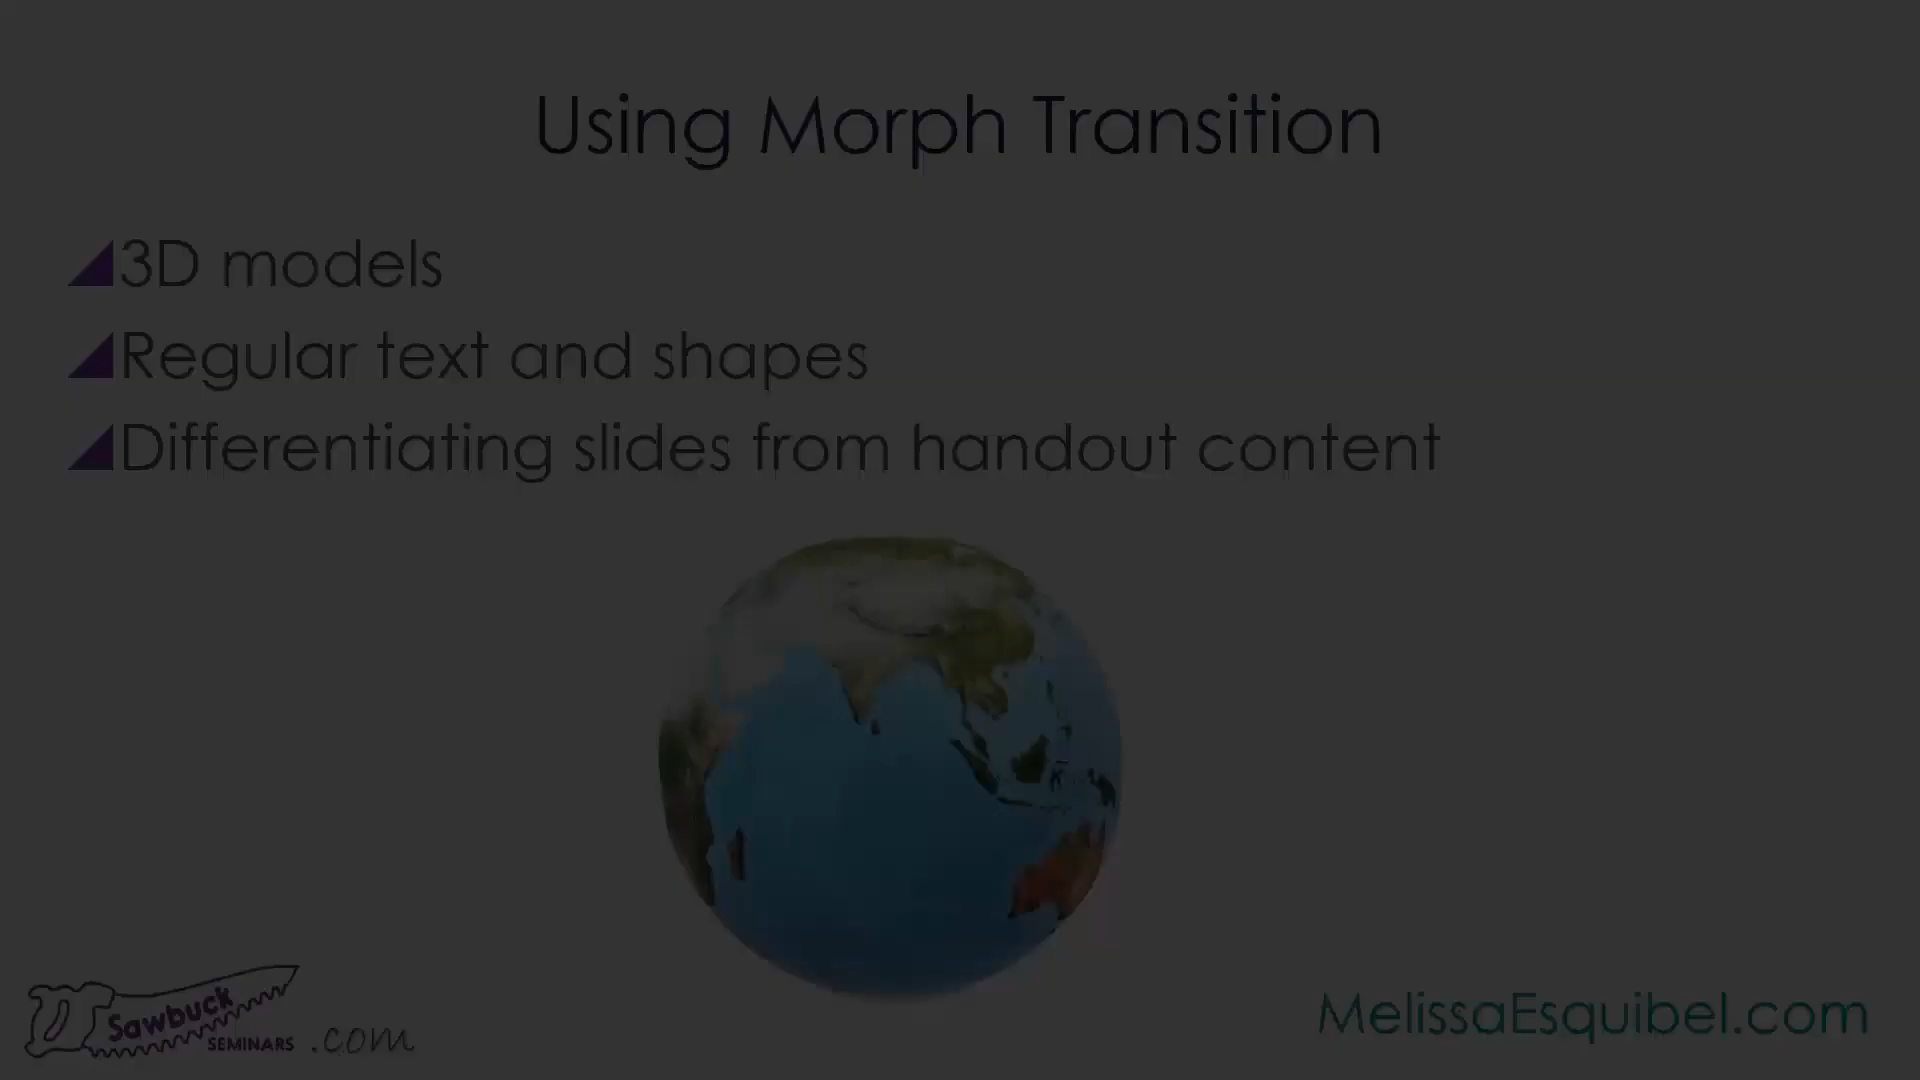 Using Morph Transition
3D models
Regular text and shapes
Differentiating slides from handout content
Sawbuck
SEMINARS .com
MelissaEsquibel.com